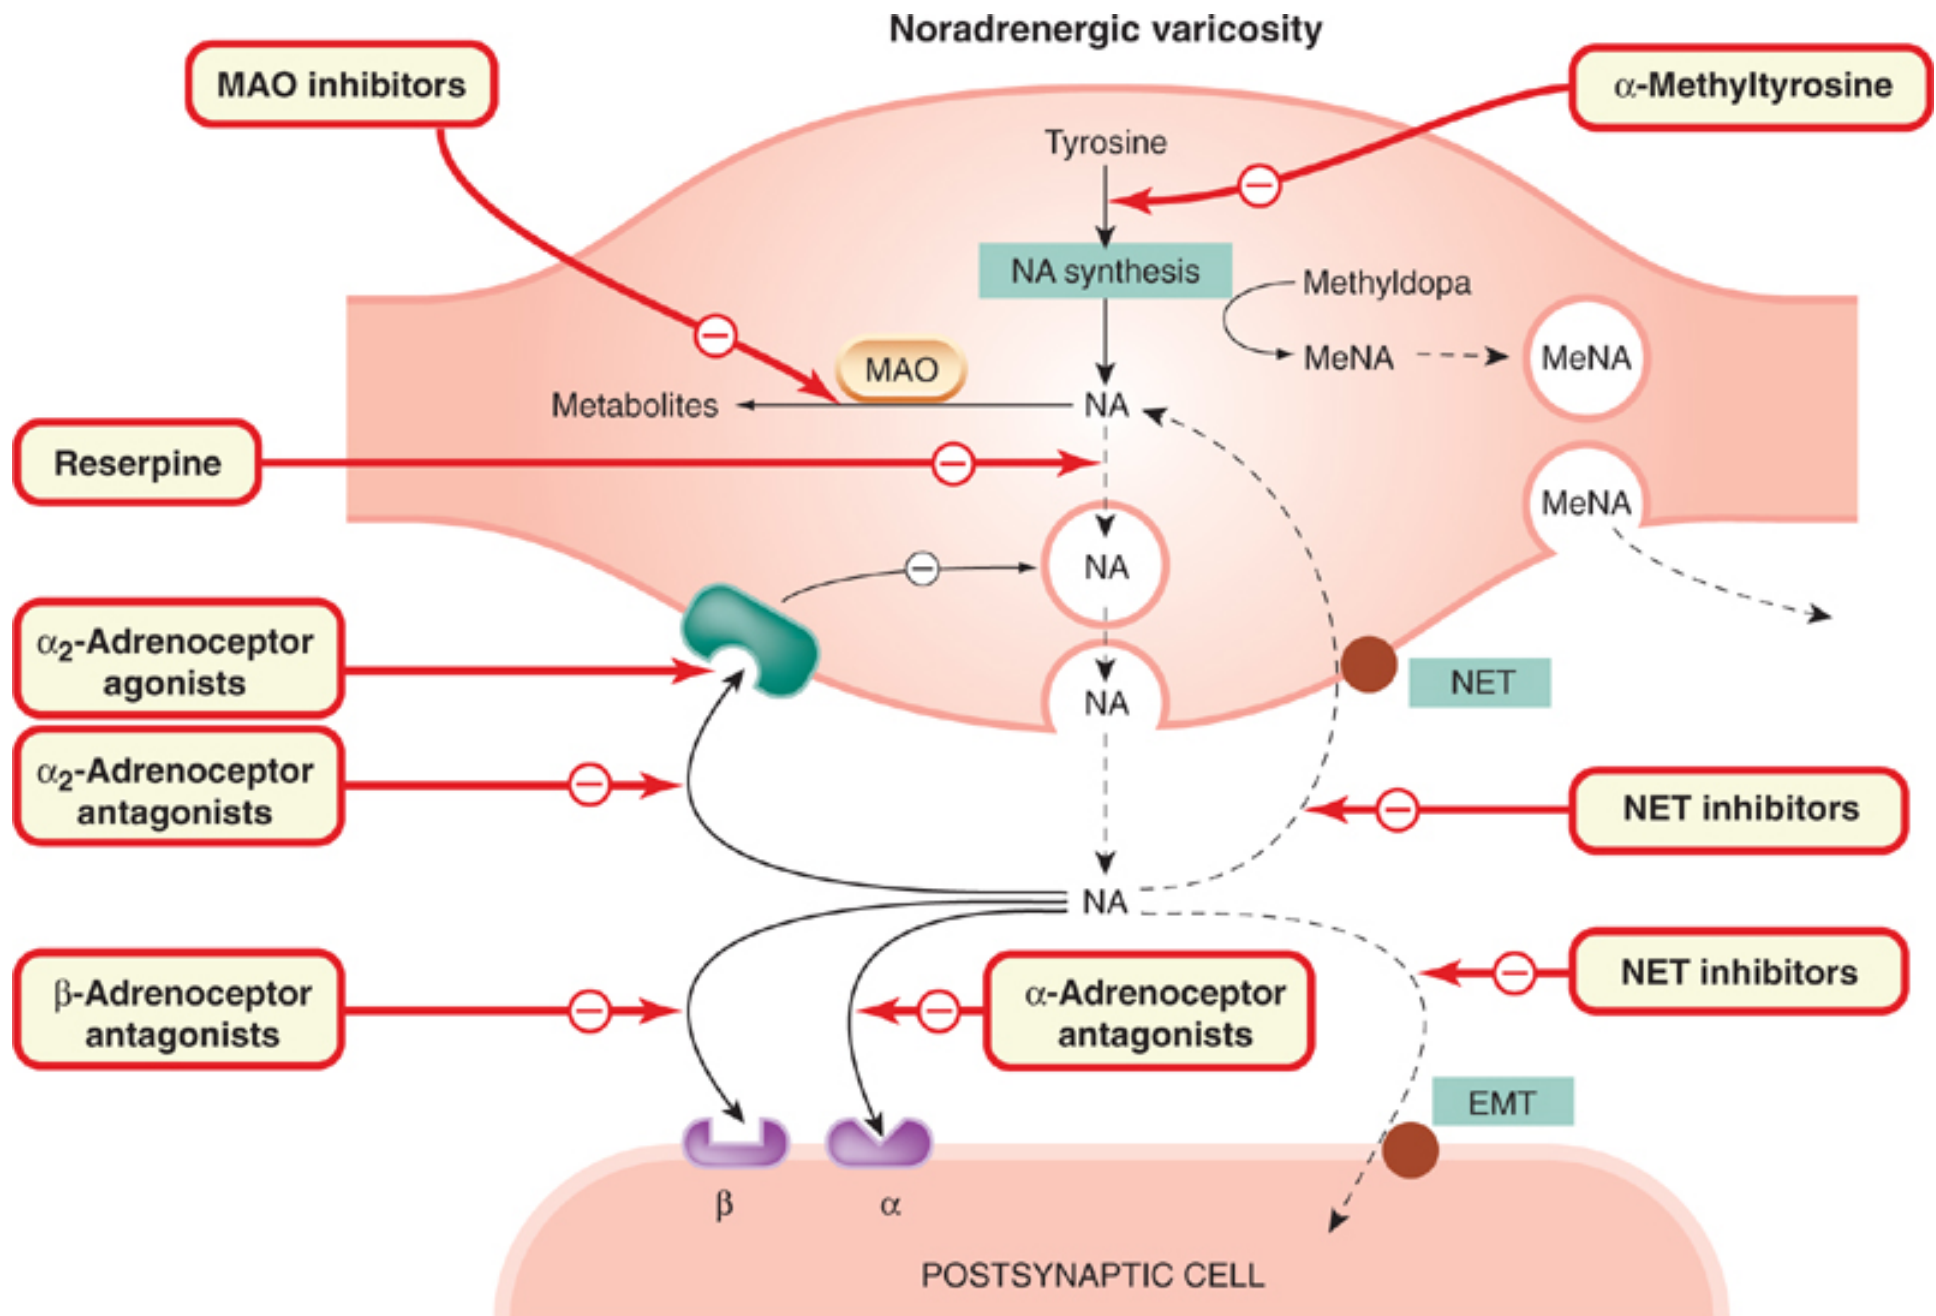 Noradrenergic varicosity
MAO inhibitors
α-Methyltyrosine
Tyrosine
NA synthesis
Methyldopa
MeNA
MeNA
MAO
Metabolites
NA
Reserpine
MeNA
NA
α2-Adrenoceptor
agonists
NET
NA
α2-Adrenoceptor
antagonists
NET inhibitors
NA
β-Adrenoceptor
antagonists
α-Adrenoceptor
antagonists
NET inhibitors
EMT
β
α
POSTSYNAPTIC CELL